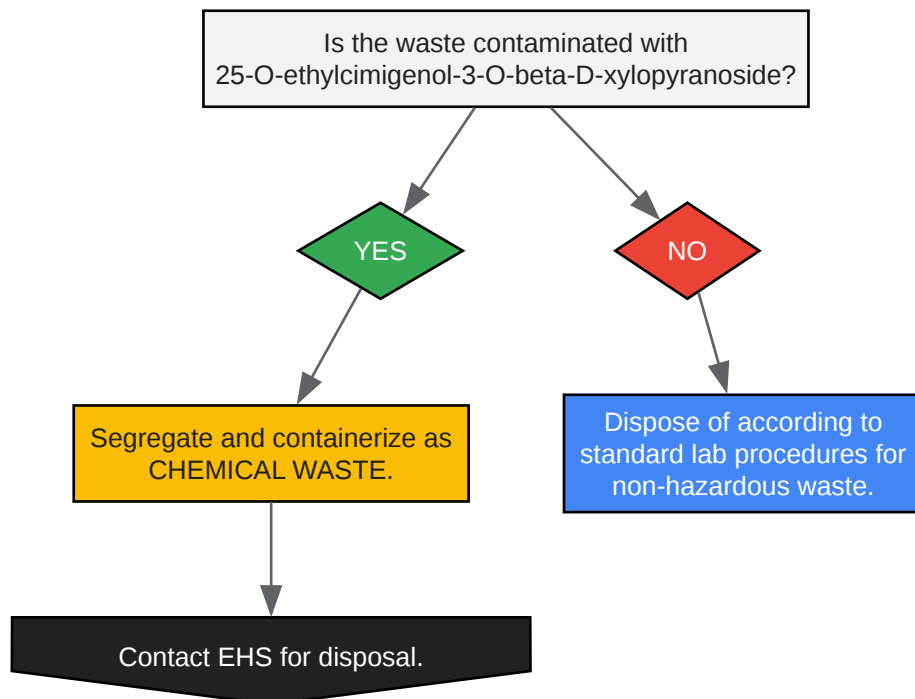 Is the waste contaminated with
25-O-ethylcimigenol-3-O-beta-D-xylopyranoside?
YES
NO
Segregate and containerize as
CHEMICAL WASTE.
Dispose of according to
standard lab procedures for
non-hazardous waste.
Contact EHS for disposal.